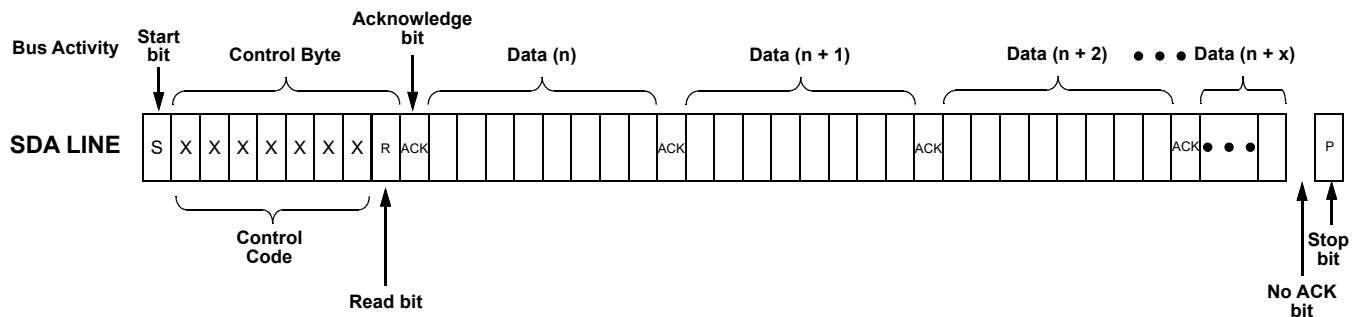 Bus Activity
Start
bit
Control Byte
Acknowledge
bit
Data (n)
Data (n + 1)
Data (n + 2) • • • Data (n + x)
SDA LINE
S X X X X X X X R ACK ACK ACK ACK • • • P
Control
Code
Read bit
No ACK
bit
Stop
bit